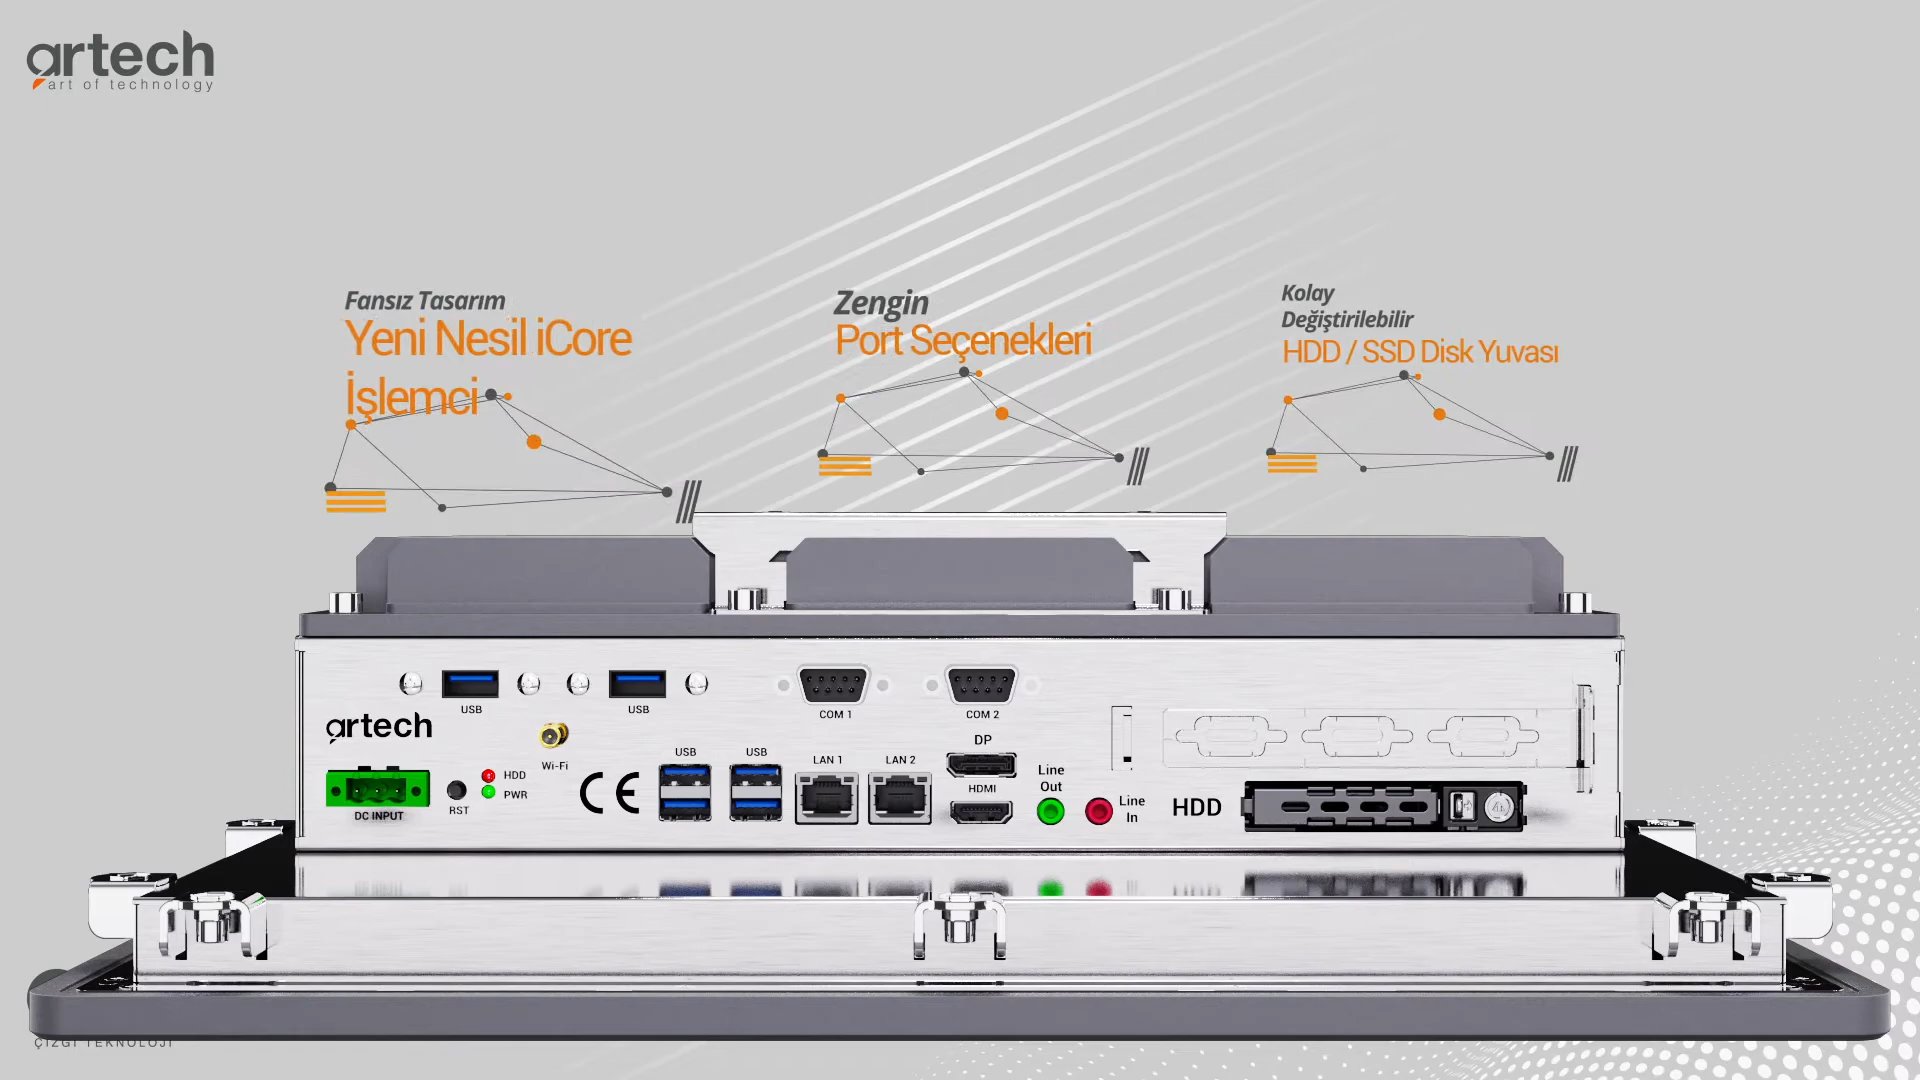 artech
art of technology
Fansız Tasarım
Yeni Nesil iCore
İşlemci
Zengin
Port Seçenekleri
Kolay
Değiştirilebilir
HDD / SSD Disk Yuvası
USB
USB
COM 1
COM 2
artech
Wi-Fi
USB
USB
LAN 1
LAN 2
DP
HDMI
HDD
PWR
RST
DC INPUT
CE
Line
Out
Line
In
HDD
ÇİZGİ TEKNOLOJİ